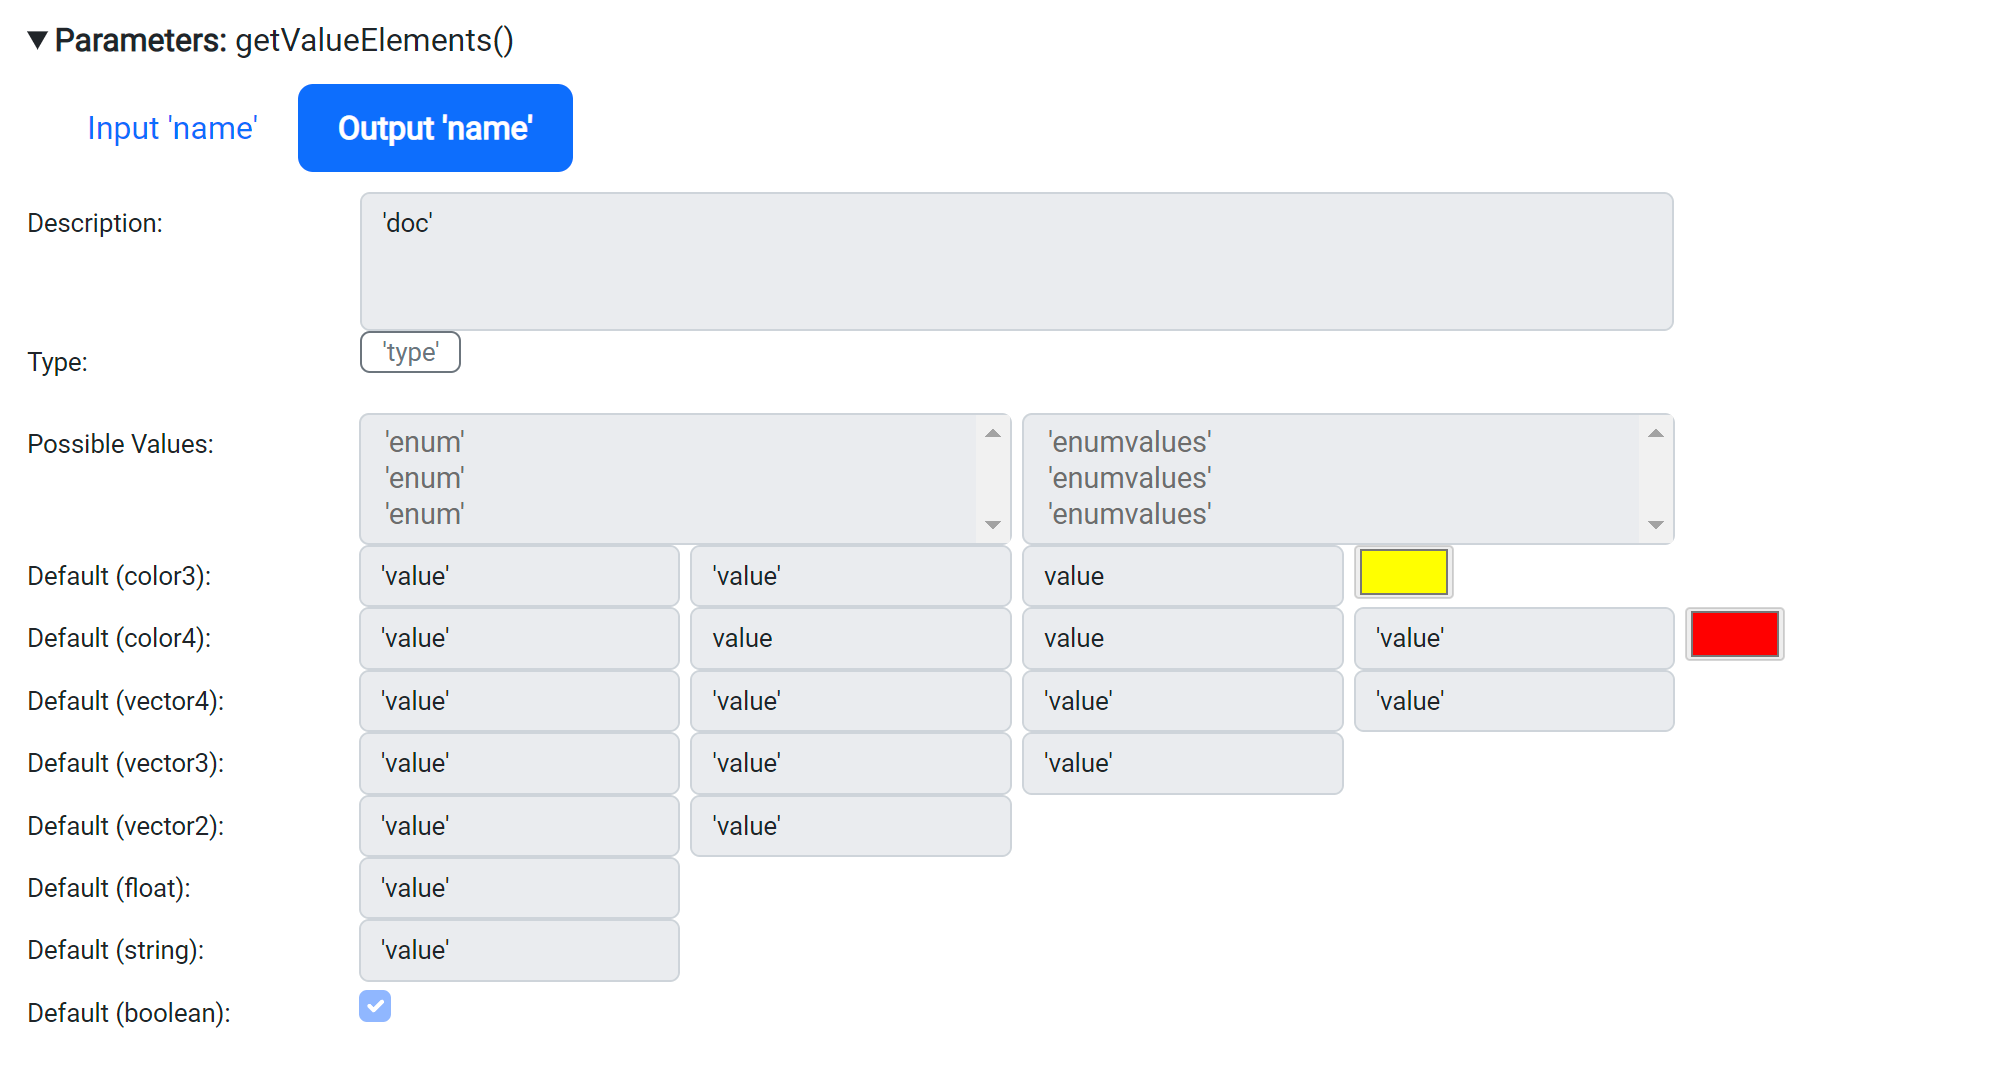 ▼ Parameters: getValueElements()
Input 'name' Output 'name'
Description: 'doc'
Type: 'type'
Possible Values: 'enum' 'enumvalues'
'enum' 'enumvalues'
'enum' 'enumvalues'
Default (color3): 'value' 'value' value
Default (color4): 'value' value value 'value'
Default (vector4): 'value' 'value' 'value' 'value'
Default (vector3): 'value' 'value' 'value'
Default (vector2): 'value' 'value'
Default (float): 'value'
Default (string): 'value'
Default (boolean):